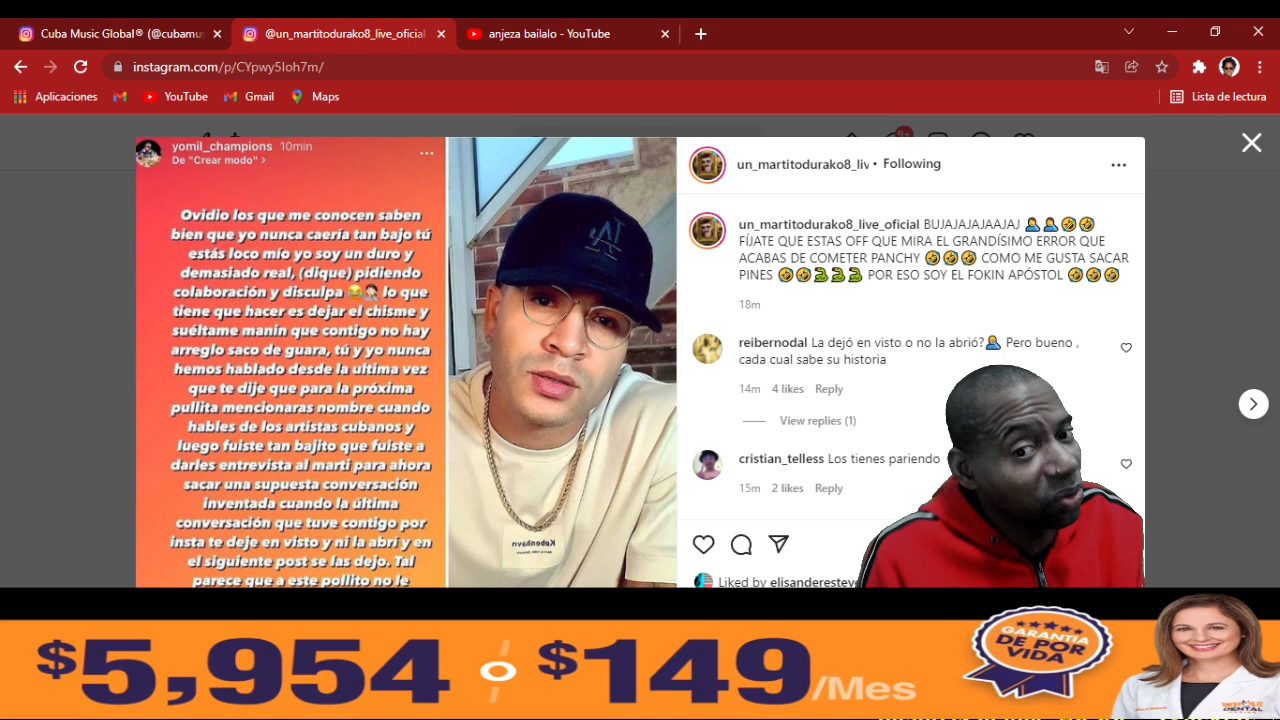 Cuba Music Global® (@cubamus
@un_martitodurako8_live_oficial
anjeza bailalo - YouTube
instagram.com/p/CYpwy5Ioh7m/
Aplicaciones
YouTube
Gmail
Maps
Lista de lectura
9+
yomil_champions 10min
De "Crear modo" >
Ovidio los que me conocen saben
bien que yo nunca caería tan bajo tú
estás loco mío yo soy un duro y
demasiado real, (dique) pidiendo
colaboración y disculpa 😂🤦🏻‍♂️ lo que
tiene que hacer es dejar el chisme y
suéltame manin que contigo no hay
arreglo saco de guara, tú y yo nunca
hemos hablado desde la ultima vez
que te dije que para la próxima
pullita mencionaras nombre cuando
hables de los artistas cubanos y
luego fuiste tan bajito que fuiste a
darles entrevista al marti para ahora
sacar una supuesta conversación
inventada cuando la última
conversación que tuve contigo por
insta te deje en visto y ni la abrí y en
el siguiente post se las dejo. Tal
parece que a este pollito no le
København
un_martitodurako8_liv • Following
un_martitodurako8_live_oficial BUJAJAJAJAAJAJ 🤦‍♂️🤦‍♂️🤣🤣
FÍJATE QUE ESTAS OFF QUE MIRA EL GRANDÍSIMO ERROR QUE
ACABAS DE COMETER PANCHY 🤣🤣🤣 COMO ME GUSTA SACAR
PINES 🤣🤣🐍🐍🐍 POR ESO SOY EL FOKIN APÓSTOL 🤣🤣🤣
18m
reibernodal La dejó en visto o no la abrió?🤦‍♂️ Pero bueno ,
cada cual sabe su historia
14m 4 likes Reply
View replies (1)
cristian_telless Los tienes pariendo
15m 2 likes Reply
Liked by elisandereste
$5,954 o $149/Mes
GARANTIA
DE POR
VIDA
DENTAL